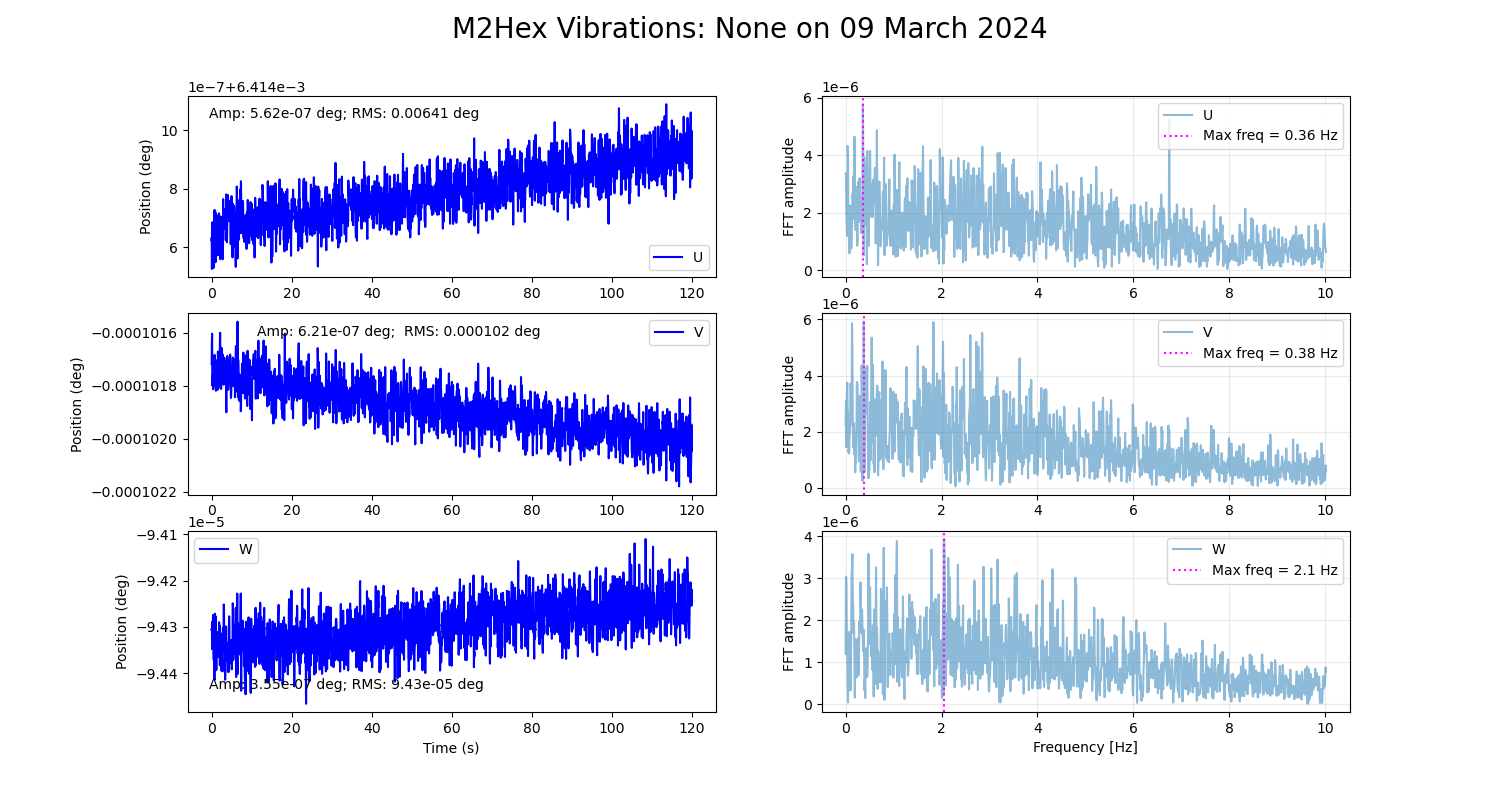 M2Hex Vibrations: None on 09 March 2024
1e−7+6.414e−3
Amp: 5.62e-07 deg; RMS: 0.00641 deg
10
8
6
Position (deg)
U
0 20 40 60 80 100 120
1e−6
6
4
2
0
FFT amplitude
U
Max freq = 0.36 Hz
0 2 4 6 8 10
Amp: 6.21e-07 deg;  RMS: 0.000102 deg
V
−0.0001016
−0.0001018
−0.0001020
−0.0001022
Position (deg)
0 20 40 60 80 100 120
1e−6
6
4
2
0
FFT amplitude
V
Max freq = 0.38 Hz
0 2 4 6 8 10
1e−5
W
−9.41
−9.42
−9.43
−9.44
Position (deg)
Amp: 3.55e-07 deg; RMS: 9.43e-05 deg
0 20 40 60 80 100 120
Time (s)
1e−6
4
3
2
1
0
FFT amplitude
W
Max freq = 2.1 Hz
0 2 4 6 8 10
Frequency [Hz]